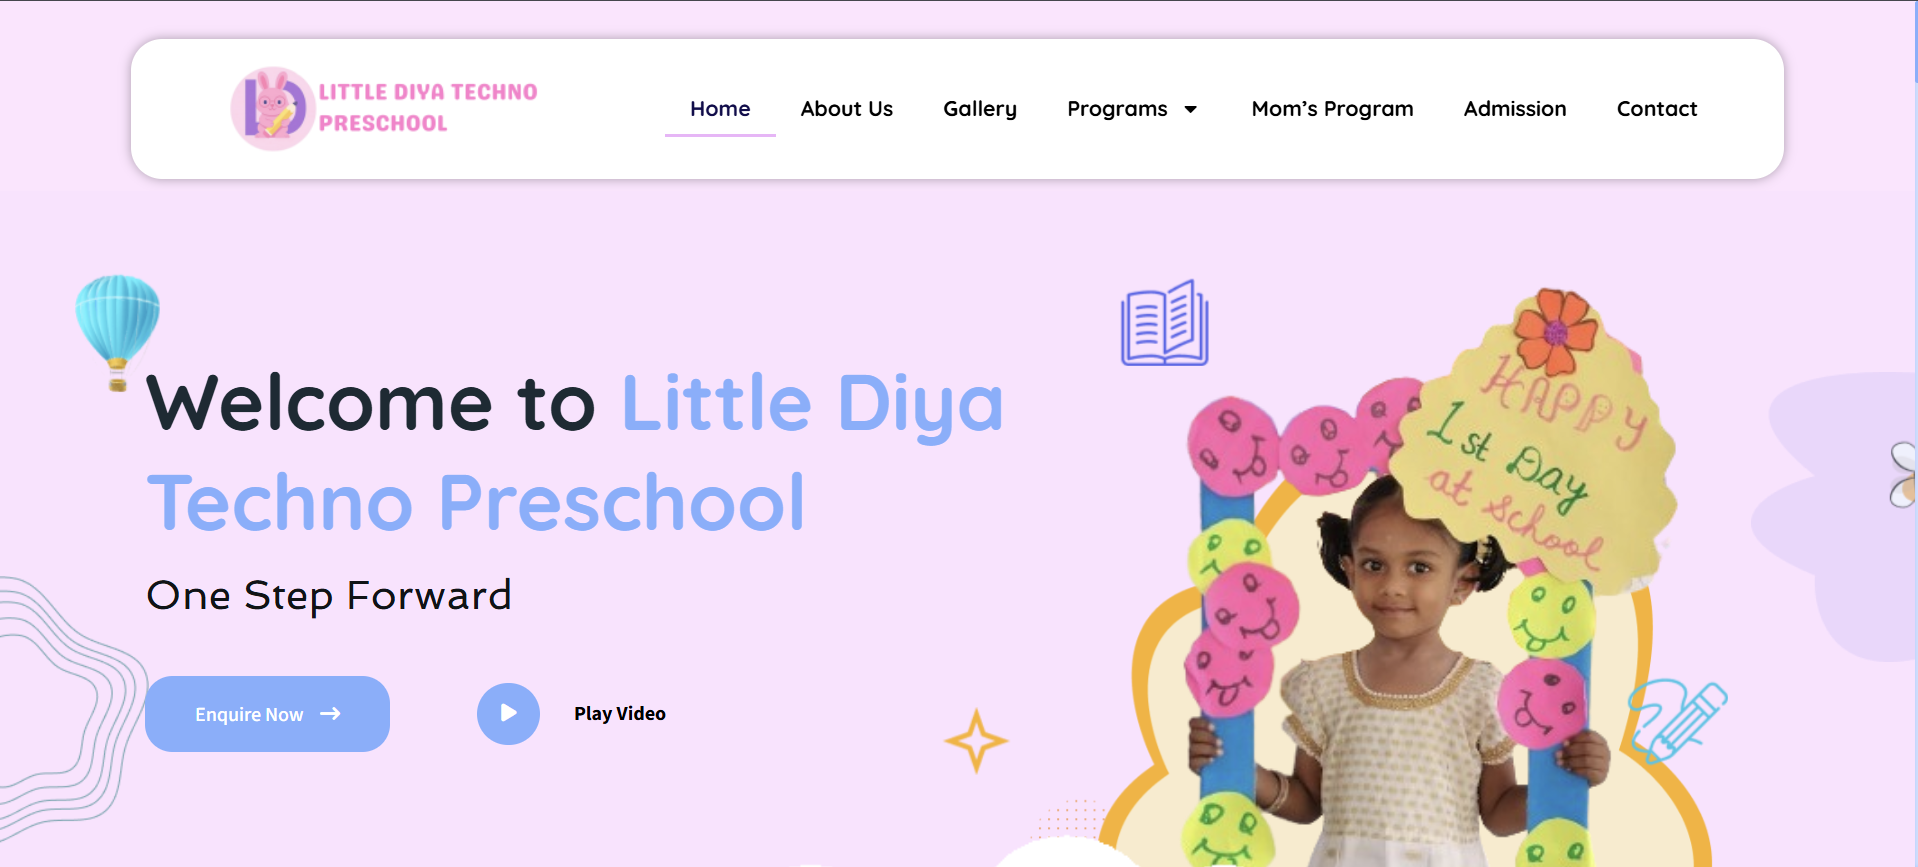 LITTLE DIYA TECHNO
PRESCHOOL
Home About Us Gallery Programs Mom’s Program Admission Contact
Welcome to Little Diya
Techno Preschool
One Step Forward
Enquire Now → Play Video
HAPPY
1st Day
at School